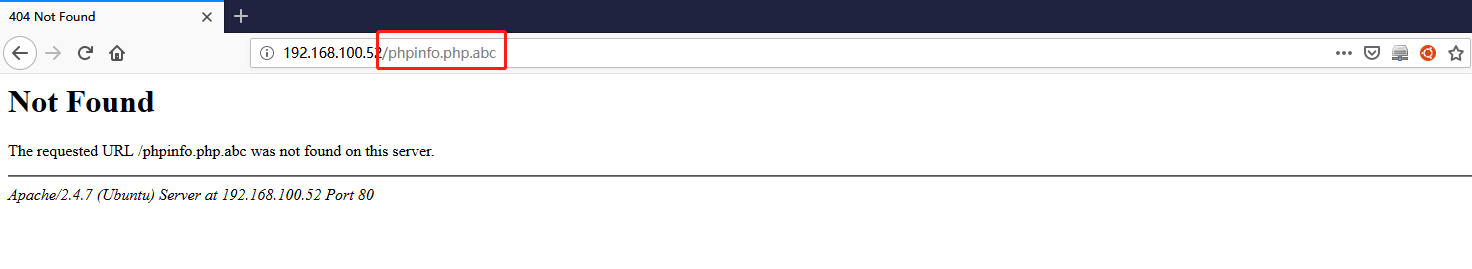 404 Not Found
192.168.100.52/phpinfo.php.abc
Not Found
The requested URL /phpinfo.php.abc was not found on this server.
Apache/2.4.7 (Ubuntu) Server at 192.168.100.52 Port 80